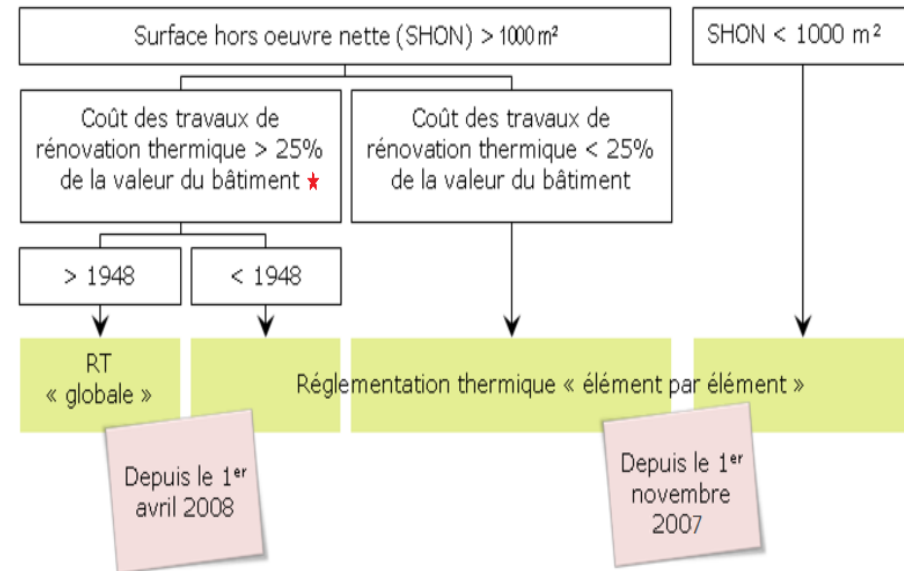 Surface hors oeuvre nette (SHON) > 1000 m²
SHON < 1000 m²
Coût des travaux de
rénovation thermique > 25%
de la valeur du bâtiment ★
Coût des travaux de
rénovation thermique < 25%
de la valeur du bâtiment
> 1948
< 1948
RT
« globale »
Réglementation thermique « élément par élément »
Depuis le 1er
avril 2008
Depuis le 1er
novembre
2007